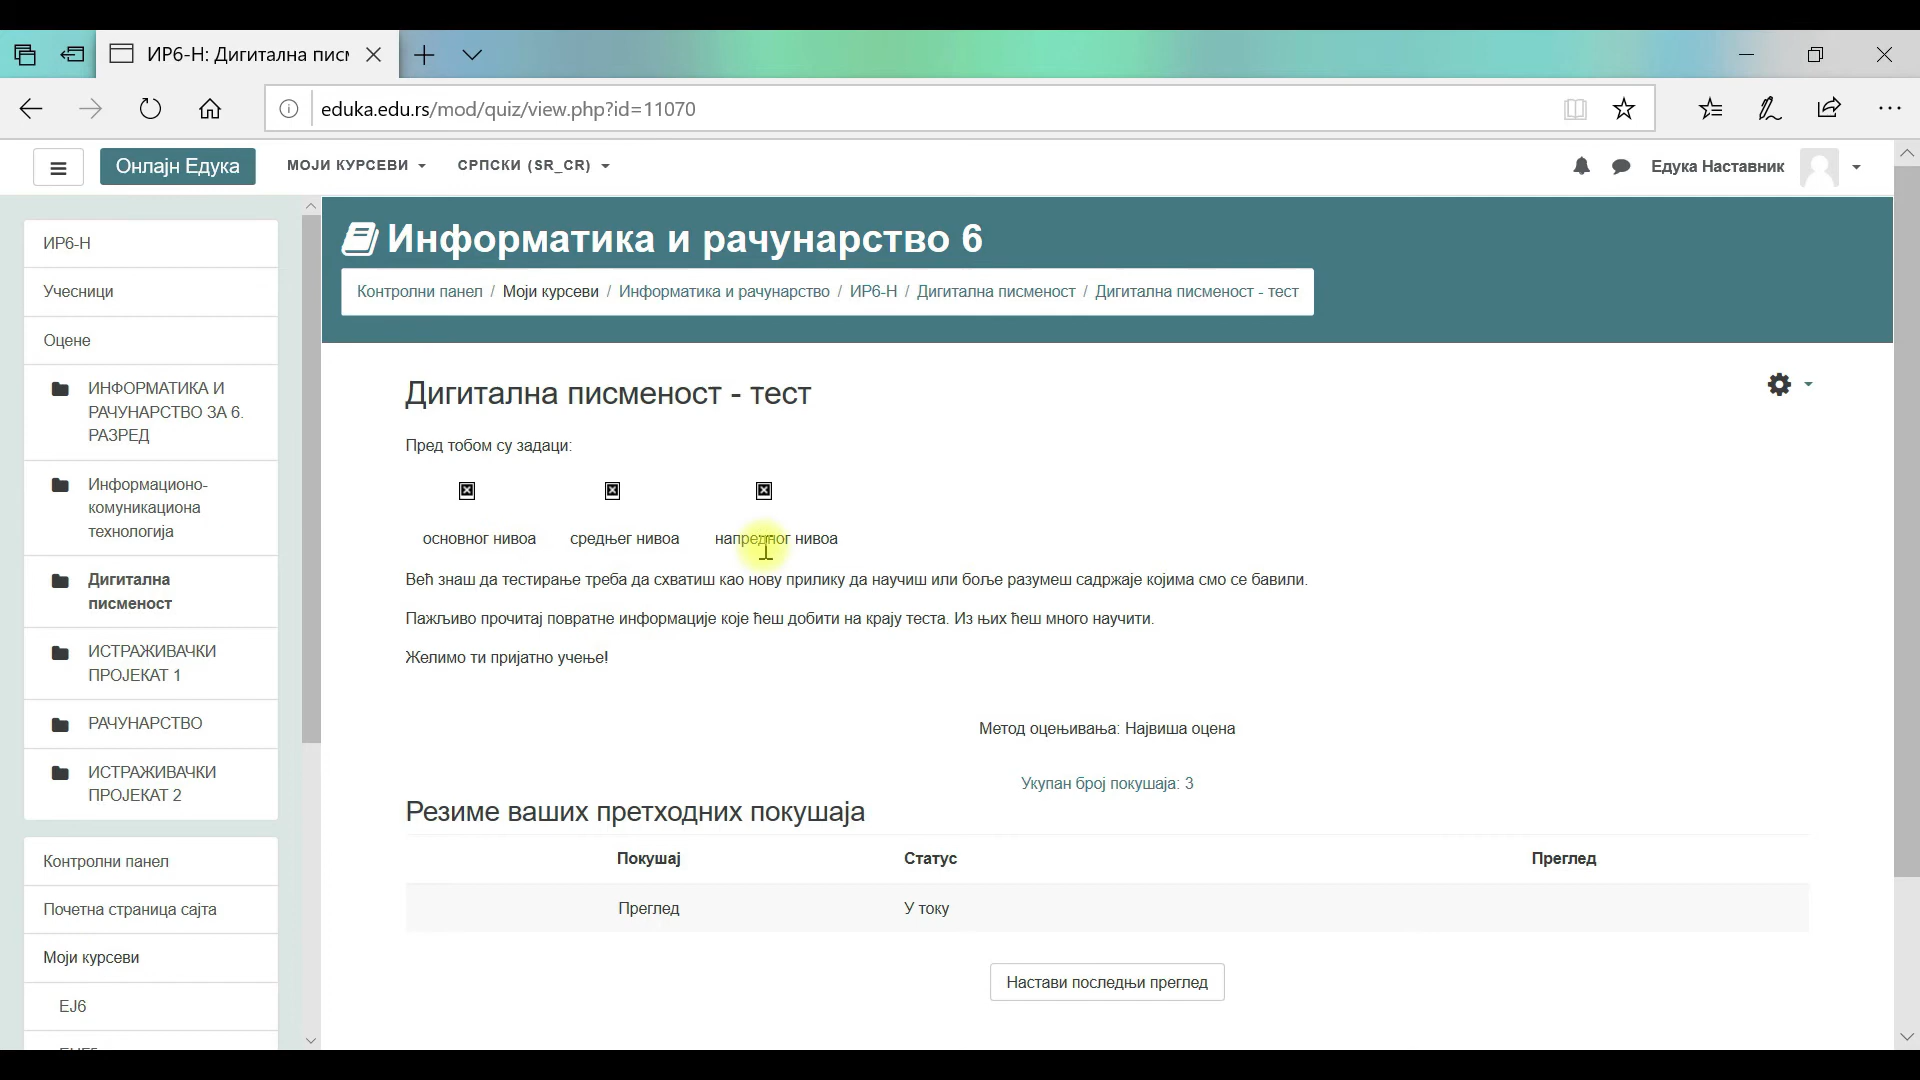 ИР6-Н: Дигитална писм
eduka.edu.rs/mod/quiz/view.php?id=11070
Онлајн Едука
МОЈИ КУРСЕВИ
СРПСКИ (SR_CR)
Едука Наставник
ИР6-Н
Учесници
Оцене
ИНФОРМАТИКА И
РАЧУНАРСТВО ЗА 6.
РАЗРЕД
Информационо-
комуникациона
технологија
Дигитална
писменост
ИСТРАЖИВАЧКИ
ПРОЈЕКАТ 1
РАЧУНАРСТВО
ИСТРАЖИВАЧКИ
ПРОЈЕКАТ 2
Контролни панел
Почетна страница сајта
Моји курсеви
ЕЈ6
Информатика и рачунарство 6
Контролни панел / Моји курсеви / Информатика и рачунарство / ИР6-Н / Дигитална писменост / Дигитална писменост - тест
Дигитална писменост - тест
Пред тобом су задаци:
основног нивоа средњег нивоа напредног нивоа
Већ знаш да тестирање треба да схватиш као нову прилику да научиш или боље разумеш садржаје којима смо се бавили.
Пажљиво прочитај повратне информације које ћеш добити на крају теста. Из њих ћеш много научити.
Желимо ти пријатно учење!
Метод оцењивања: Највиша оцена
Укупан број покушаја: 3
Резиме ваших претходних покушаја
Покушај Статус Преглед
Преглед У току
Настави последњи преглед